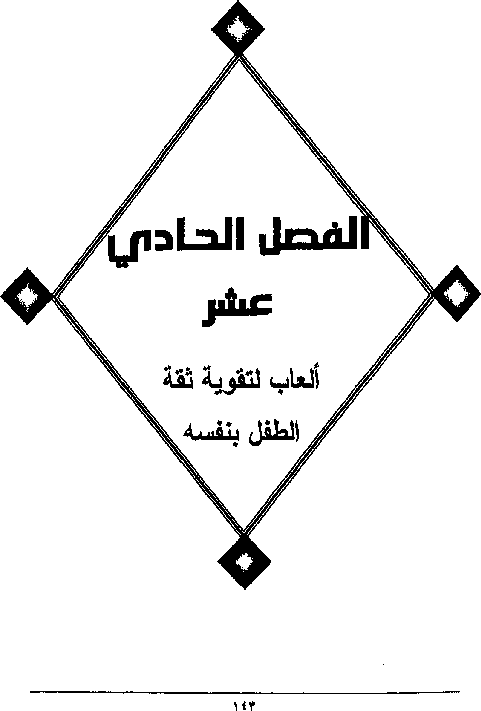 الفصل الحادي
عشر
ألعاب لتقوية ثقة
الطفل بنفسه
١٤٣